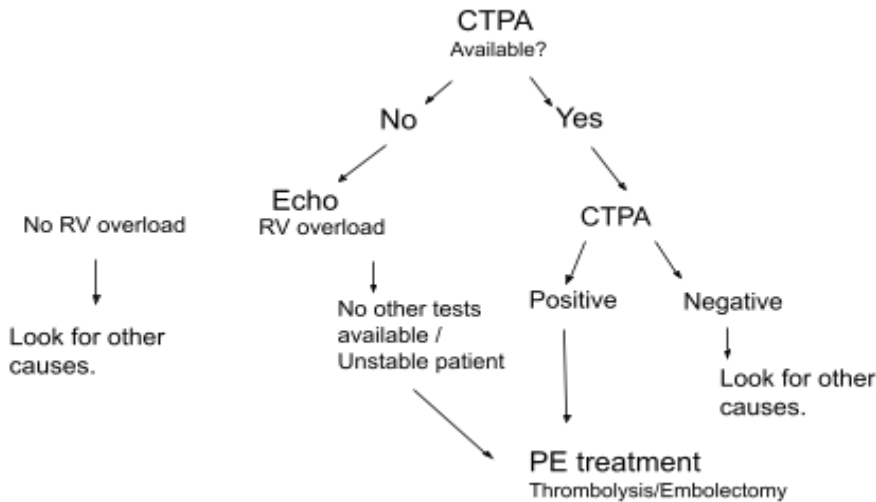 CTPA
Available?
No
Yes
Echo
RV overload
No RV overload
CTPA
No other tests
available /
Unstable patient
Positive
Negative
Look for other
causes.
Look for other
causes.
PE treatment
Thrombolysis/Embolectomy